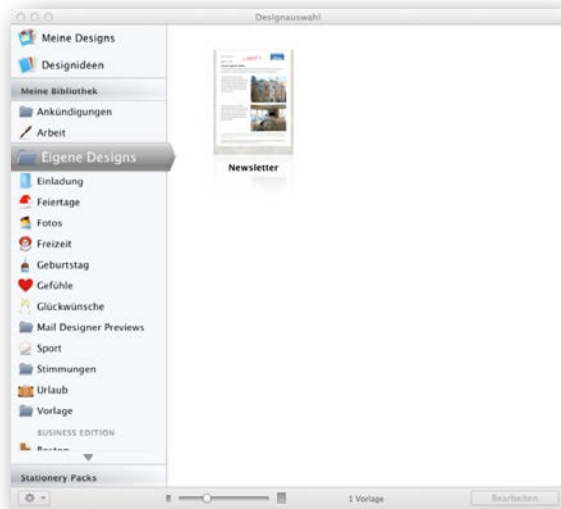 Designauswahl
Meine Designs
Designideen
Meine Bibliothek
Ankündigungen
Arbeit
Eigene Designs
Einladung
Feiertage
Fotos
Freizeit
Geburtstag
Gefühle
Glückwünsche
Mail Designer Previews
Sport
Stimmungen
Urlaub
Vorlage
BUSINESS EDITION
Stationery Packs
Newsletter
1 Vorlage
Bearbeiten